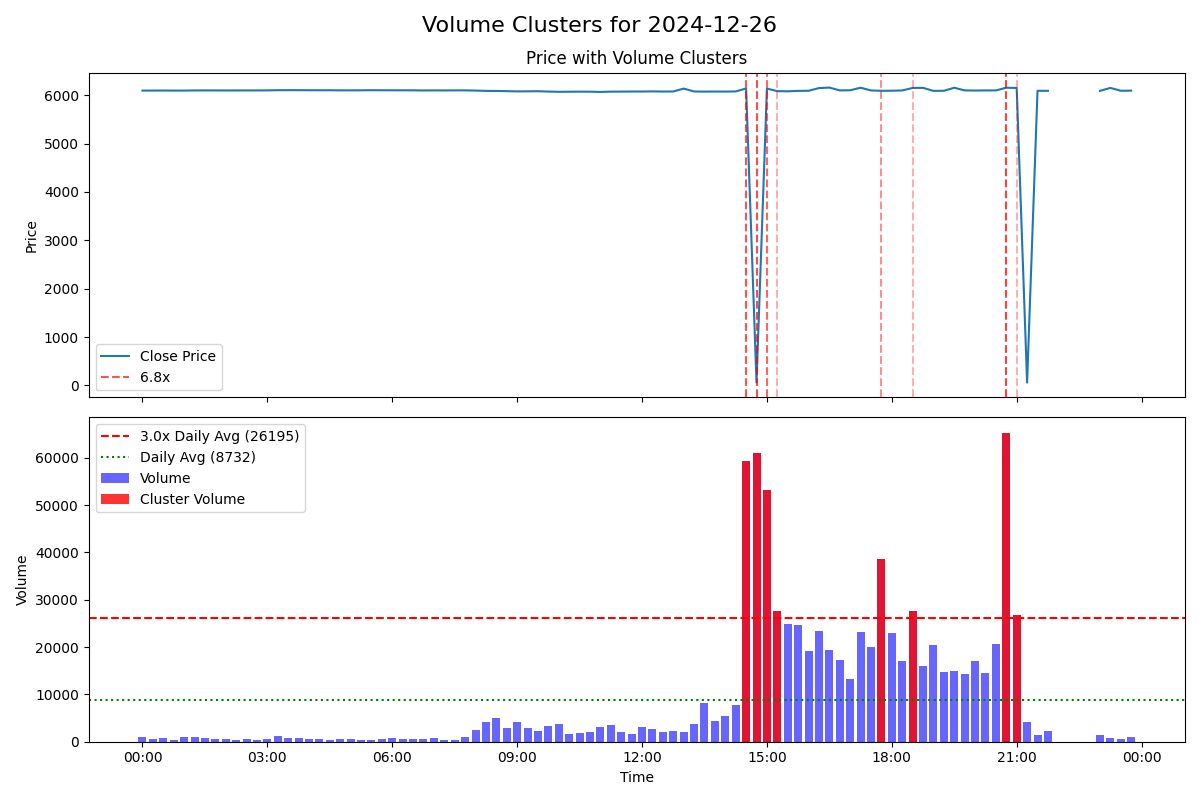 Volume Clusters for 2024-12-26
Price with Volume Clusters
6000
5000
4000
3000
2000
1000
0
Price
Close Price
6.8x
3.0x Daily Avg (26195)
Daily Avg (8732)
Volume
Cluster Volume
60000
50000
40000
30000
20000
10000
0
Volume
00:00 03:00 06:00 09:00 12:00 15:00 18:00 21:00 00:00
Time